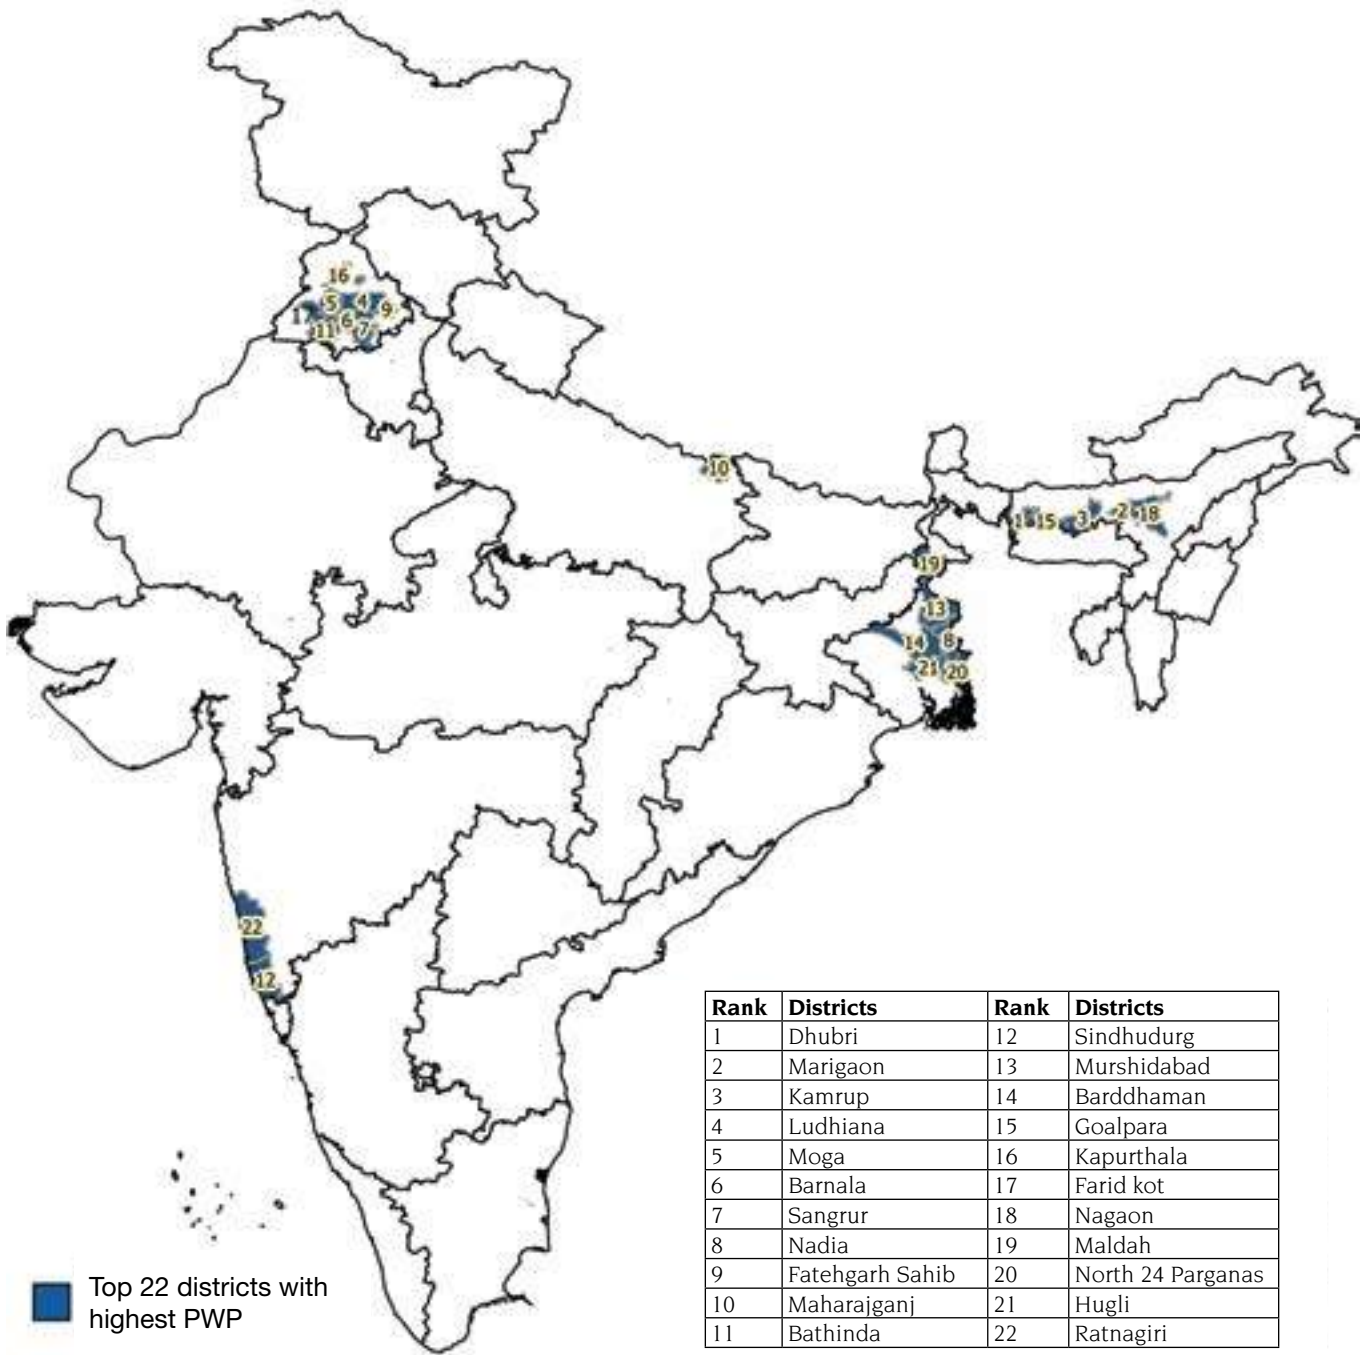 16
5 4 9
17 6
11 7
10
1 15 3 2 18
19
13
14 8
21 20
22
12
Rank Districts Rank Districts
1 Dhubri 12 Sindhudurg
2 Marigaon 13 Murshidabad
3 Kamrup 14 Barddhaman
4 Ludhiana 15 Goalpara
5 Moga 16 Kapurthala
6 Barnala 17 Farid kot
7 Sangrur 18 Nagaon
8 Nadia 19 Maldah
9 Fatehgarh Sahib 20 North 24 Parganas
10 Maharajganj 21 Hugli
11 Bathinda 22 Ratnagiri
Top 22 districts with
highest PWP